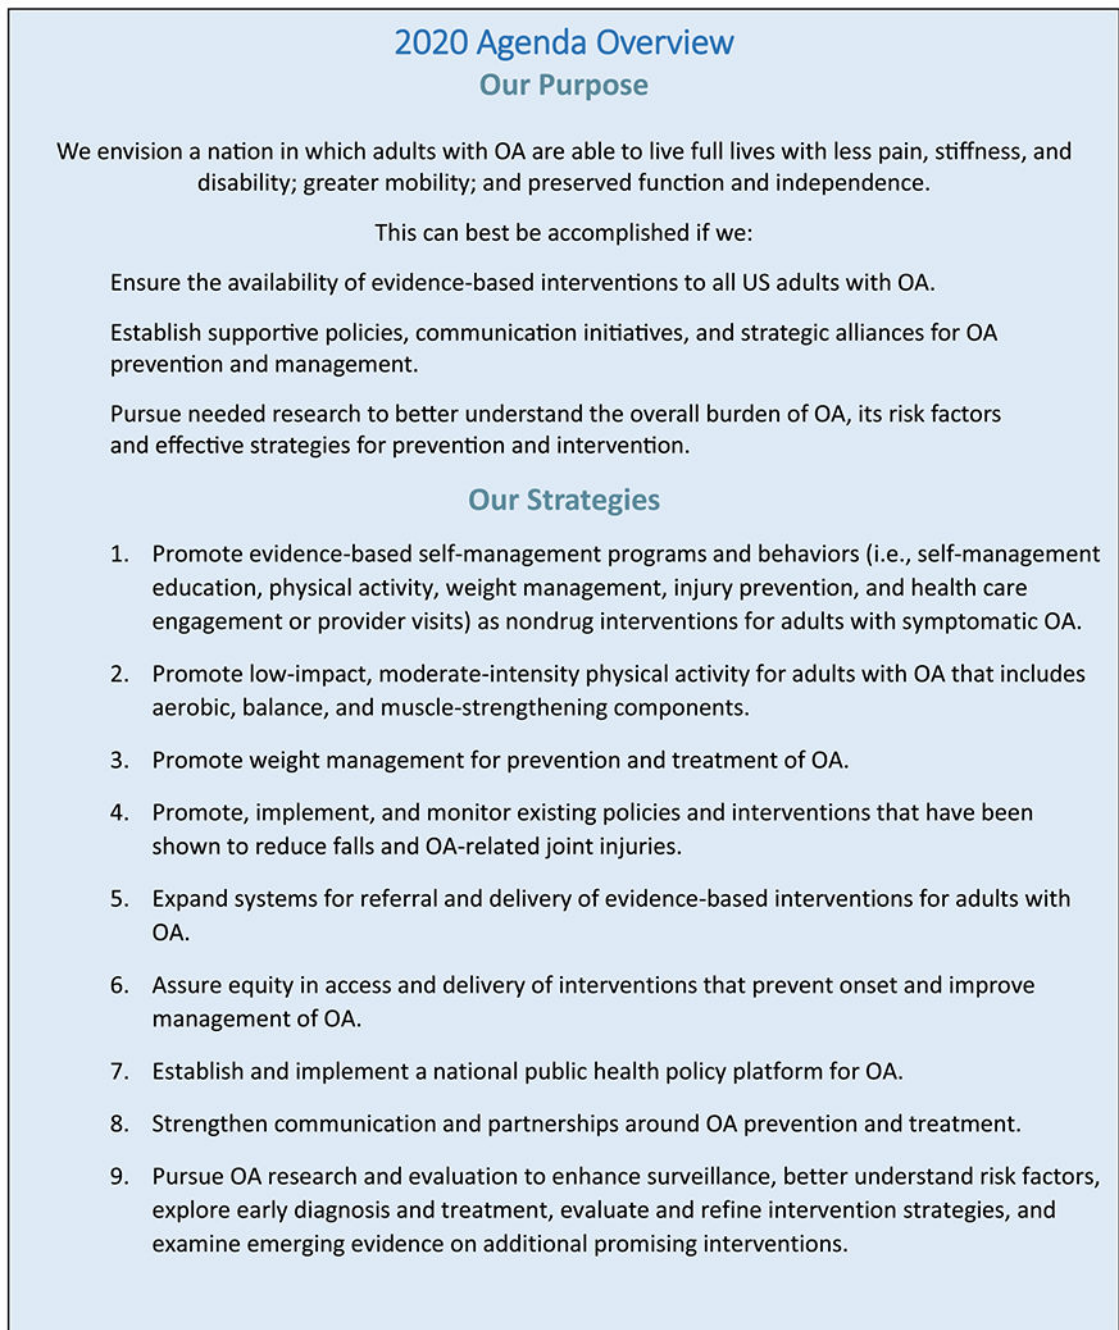 2020 Agenda Overview
Our Purpose
We envision a nation in which adults with OA are able to live full lives with less pain, stiffness, and
disability; greater mobility; and preserved function and independence.
This can best be accomplished if we:
Ensure the availability of evidence-based interventions to all US adults with OA.
Establish supportive policies, communication initiatives, and strategic alliances for OA
prevention and management.
Pursue needed research to better understand the overall burden of OA, its risk factors
and effective strategies for prevention and intervention.
Our Strategies
1. Promote evidence-based self-management programs and behaviors (i.e., self-management
education, physical activity, weight management, injury prevention, and health care
engagement or provider visits) as nondrug interventions for adults with symptomatic OA.
2. Promote low-impact, moderate-intensity physical activity for adults with OA that includes
aerobic, balance, and muscle-strengthening components.
3. Promote weight management for prevention and treatment of OA.
4. Promote, implement, and monitor existing policies and interventions that have been
shown to reduce falls and OA-related joint injuries.
5. Expand systems for referral and delivery of evidence-based interventions for adults with
OA.
6. Assure equity in access and delivery of interventions that prevent onset and improve
management of OA.
7. Establish and implement a national public health policy platform for OA.
8. Strengthen communication and partnerships around OA prevention and treatment.
9. Pursue OA research and evaluation to enhance surveillance, better understand risk factors,
explore early diagnosis and treatment, evaluate and refine intervention strategies, and
examine emerging evidence on additional promising interventions.